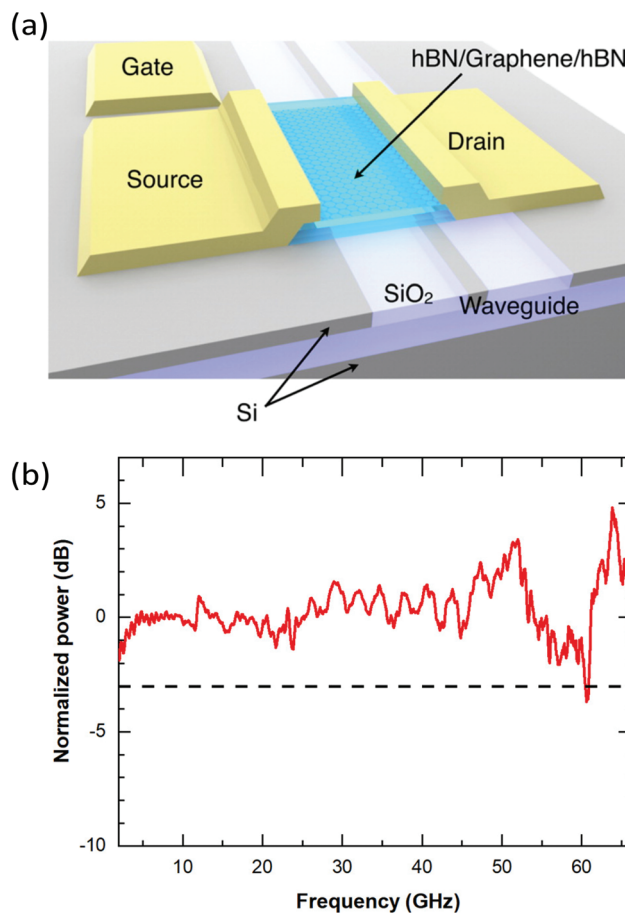 (a)
Gate
hBN/Graphene/hBN
Source
Drain
SiO₂
Waveguide
Si
(b)
Normalized power (dB)
5
0
-5
-10
10 20 30 40 50 60
Frequency (GHz)